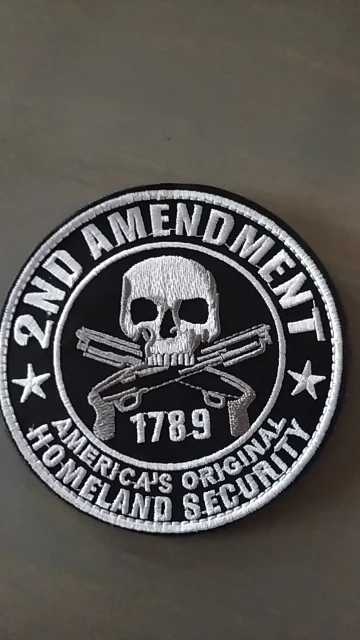 2ND AMENDMENT
1789
AMERICA'S ORIGINAL
HOMELAND SECURITY